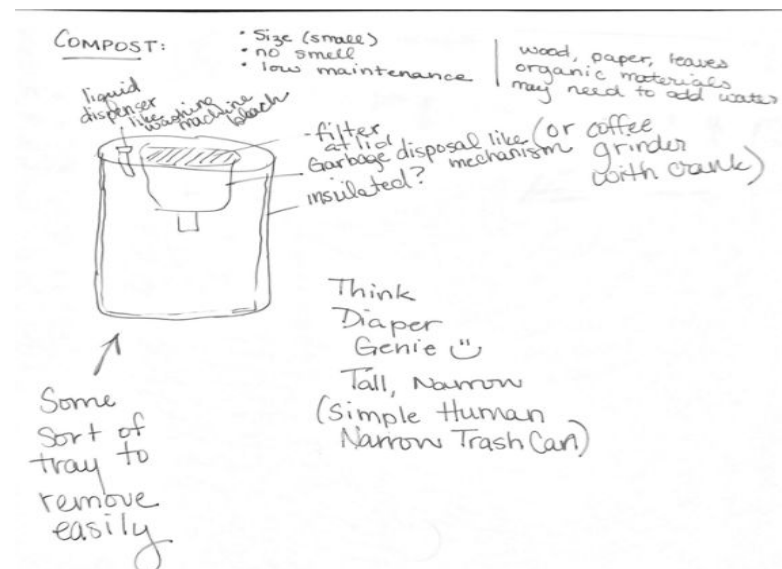 COMPOST:
• Size (small)
• no smell
• low maintenance
wood, paper, leaves
organic materials
may need to add water
liquid
dispenser
like
washing
machine
bleach
- filter
at lid
Garbage disposal like
mechanism
(or coffee
grinder
with crank)
insulated?
Think
Diaper
Genie
Tall, Narrow
(Simple Human
Narrow Trash Can)
Some
sort of
tray to
remove
easily